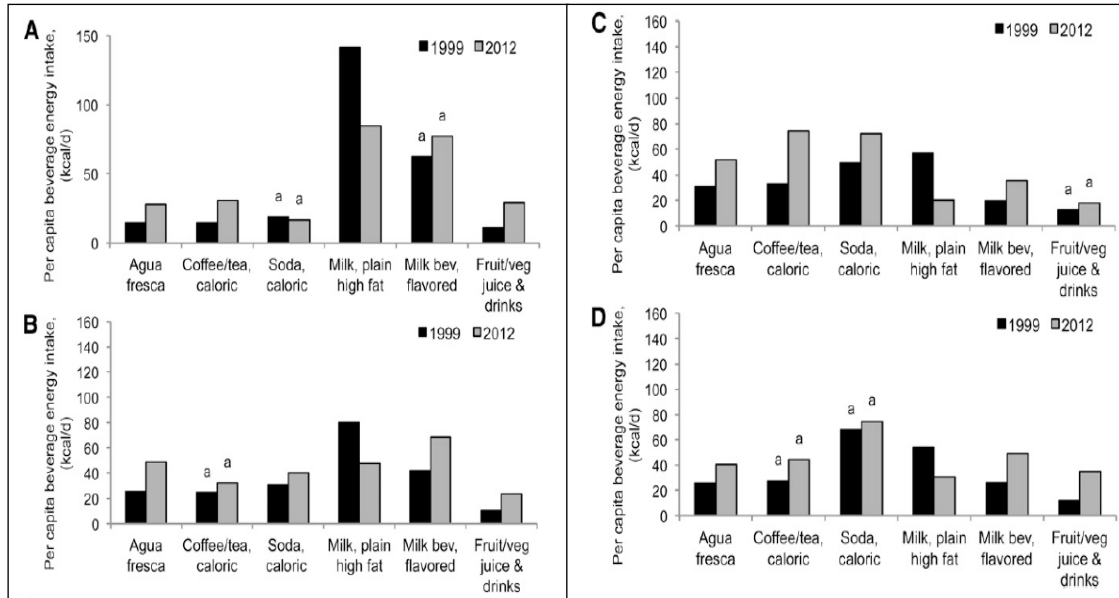 A
Per capita beverage energy intake,
(kcal/d)
150
100
50
0
1999 2012
a a
a a
Agua
fresca
Coffee/tea,
caloric
Soda,
caloric
Milk, plain
high fat
Milk bev,
flavored
Fruit/veg
juice &
drinks
B
Per capita beverage energy intake,
(kcal/d)
160
140
120
100
80
60
40
20
0
1999 2012
a a
Agua
fresca
Coffee/tea,
caloric
Soda,
caloric
Milk, plain
high fat
Milk bev,
flavored
Fruit/veg
juice &
drinks
C
Per capita beverage energy intake,
(kcal/d)
160
140
120
100
80
60
40
20
0
1999 2012
a a
Agua
fresca
Coffee/tea,
caloric
Soda,
caloric
Milk, plain
high fat
Milk bev,
flavored
Fruit/veg
juice &
drinks
D
Per capita beverage energy intake,
(kcal/d)
160
140
120
100
80
60
40
20
0
1999 2012
a a
a a
Agua
fresca
Coffee/tea,
caloric
Soda,
caloric
Milk, plain
high fat
Milk bev,
flavored
Fruit/veg
juice &
drinks